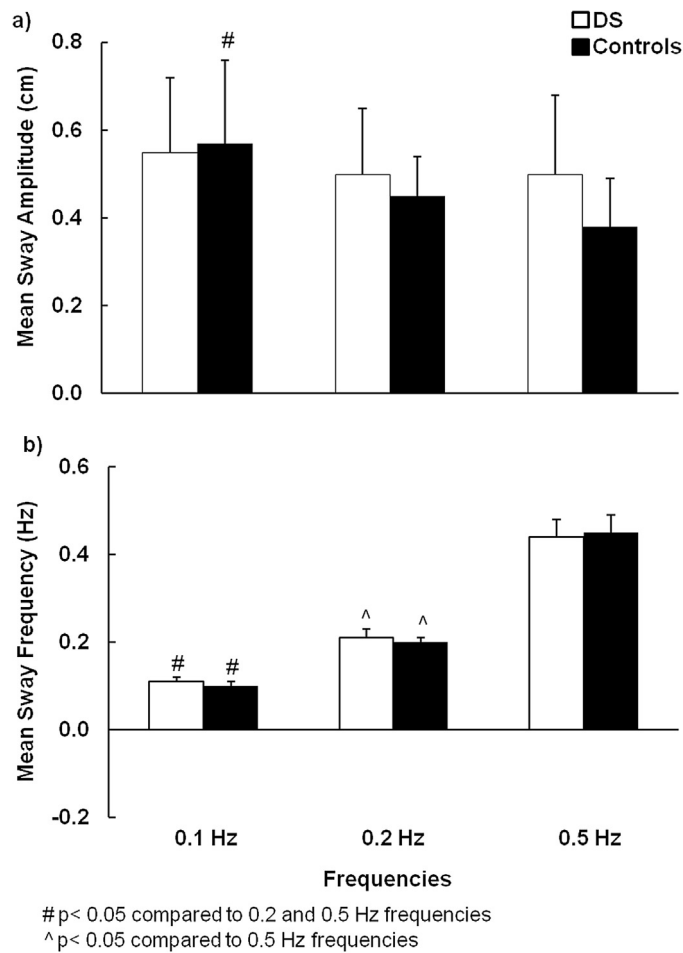 a)
DS
Controls
#
0.8
0.6
0.4
0.2
0.0
Mean Sway Amplitude (cm)
b)
0.6
0.4
0.2
0.0
-0.2
Mean Sway Frequency (Hz)
# #
^ ^
0.1 Hz 0.2 Hz 0.5 Hz
Frequencies
# p< 0.05 compared to 0.2 and 0.5 Hz frequencies
^ p< 0.05 compared to 0.5 Hz frequencies